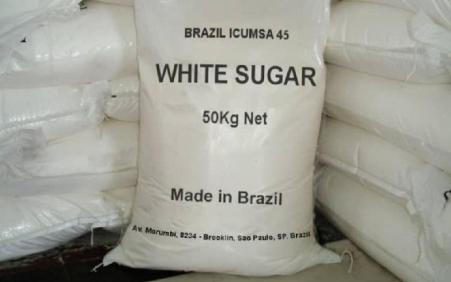 BRAZIL ICUMSA 45
WHITE SUGAR
50Kg Net
Made in Brazil
Av. Morumbi, 8234 - Brooklin, Sao Paulo, SP. Brazil